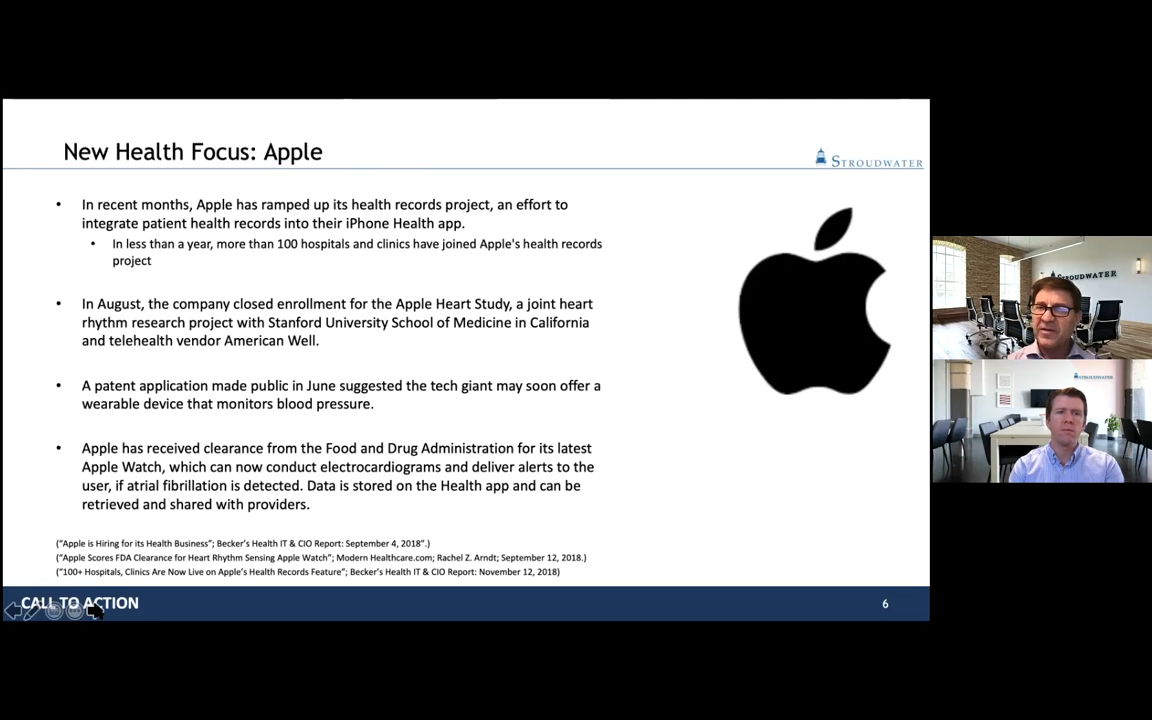 New Health Focus: Apple
STROUDWATER
• In recent months, Apple has ramped up its health records project, an effort to
integrate patient health records into their iPhone Health app.
• In less than a year, more than 100 hospitals and clinics have joined Apple's health records
project
• In August, the company closed enrollment for the Apple Heart Study, a joint heart
rhythm research project with Stanford University School of Medicine in California
and telehealth vendor American Well.
• A patent application made public in June suggested the tech giant may soon offer a
wearable device that monitors blood pressure.
• Apple has received clearance from the Food and Drug Administration for its latest
Apple Watch, which can now conduct electrocardiograms and deliver alerts to the
user, if atrial fibrillation is detected. Data is stored on the Health app and can be
retrieved and shared with providers.
("Apple is Hiring for its Health Business"; Becker's Health IT & CIO Report: September 4, 2018".)
("Apple Scores FDA Clearance for Heart Rhythm Sensing Apple Watch"; Modern Healthcare.com; Rachel Z. Arndt; September 12, 2018.)
("100+ Hospitals, Clinics Are Now Live on Apple's Health Records Feature"; Becker's Health IT & CIO Report: November 12, 2018)
CALL TO ACTION
6
STROUDWATER
STROUDWATER